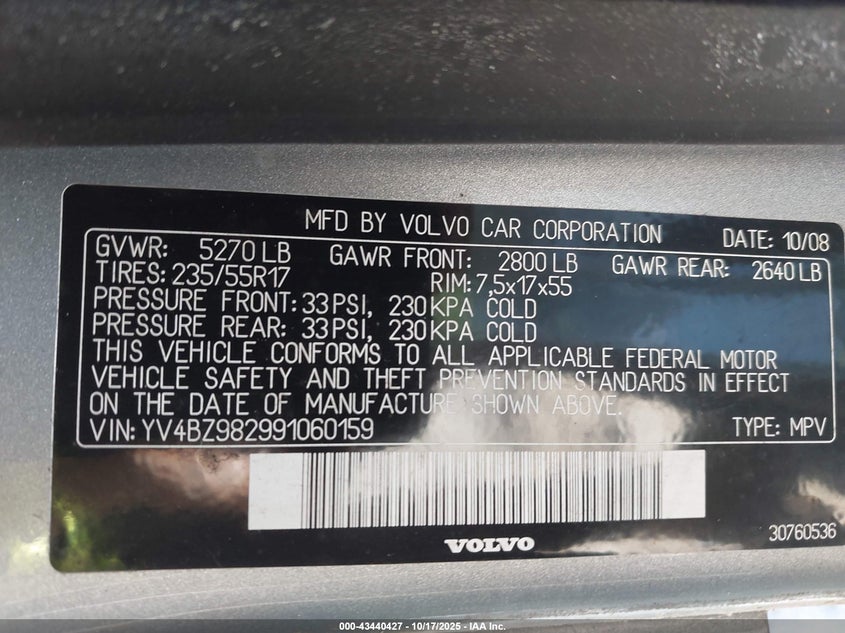 MFD BY VOLVO CAR CORPORATION DATE: 10/08
GVWR: 5270 LB GAWR FRONT: 2800 LB GAWR REAR: 2640 LB
TIRES: 235/55R17 RIM: 7,5x17x55
PRESSURE FRONT: 33 PSI, 230 KPA COLD
PRESSURE REAR: 33 PSI, 230 KPA COLD
THIS VEHICLE CONFORMS TO ALL APPLICABLE FEDERAL MOTOR
VEHICLE SAFETY AND THEFT PREVENTION STANDARDS IN EFFECT
ON THE DATE OF MANUFACTURE SHOWN ABOVE.
VIN: YV4BZ982991060159 TYPE: MPV
VOLVO 30760536
000-43440427 - 10/17/2025 - IAA Inc.